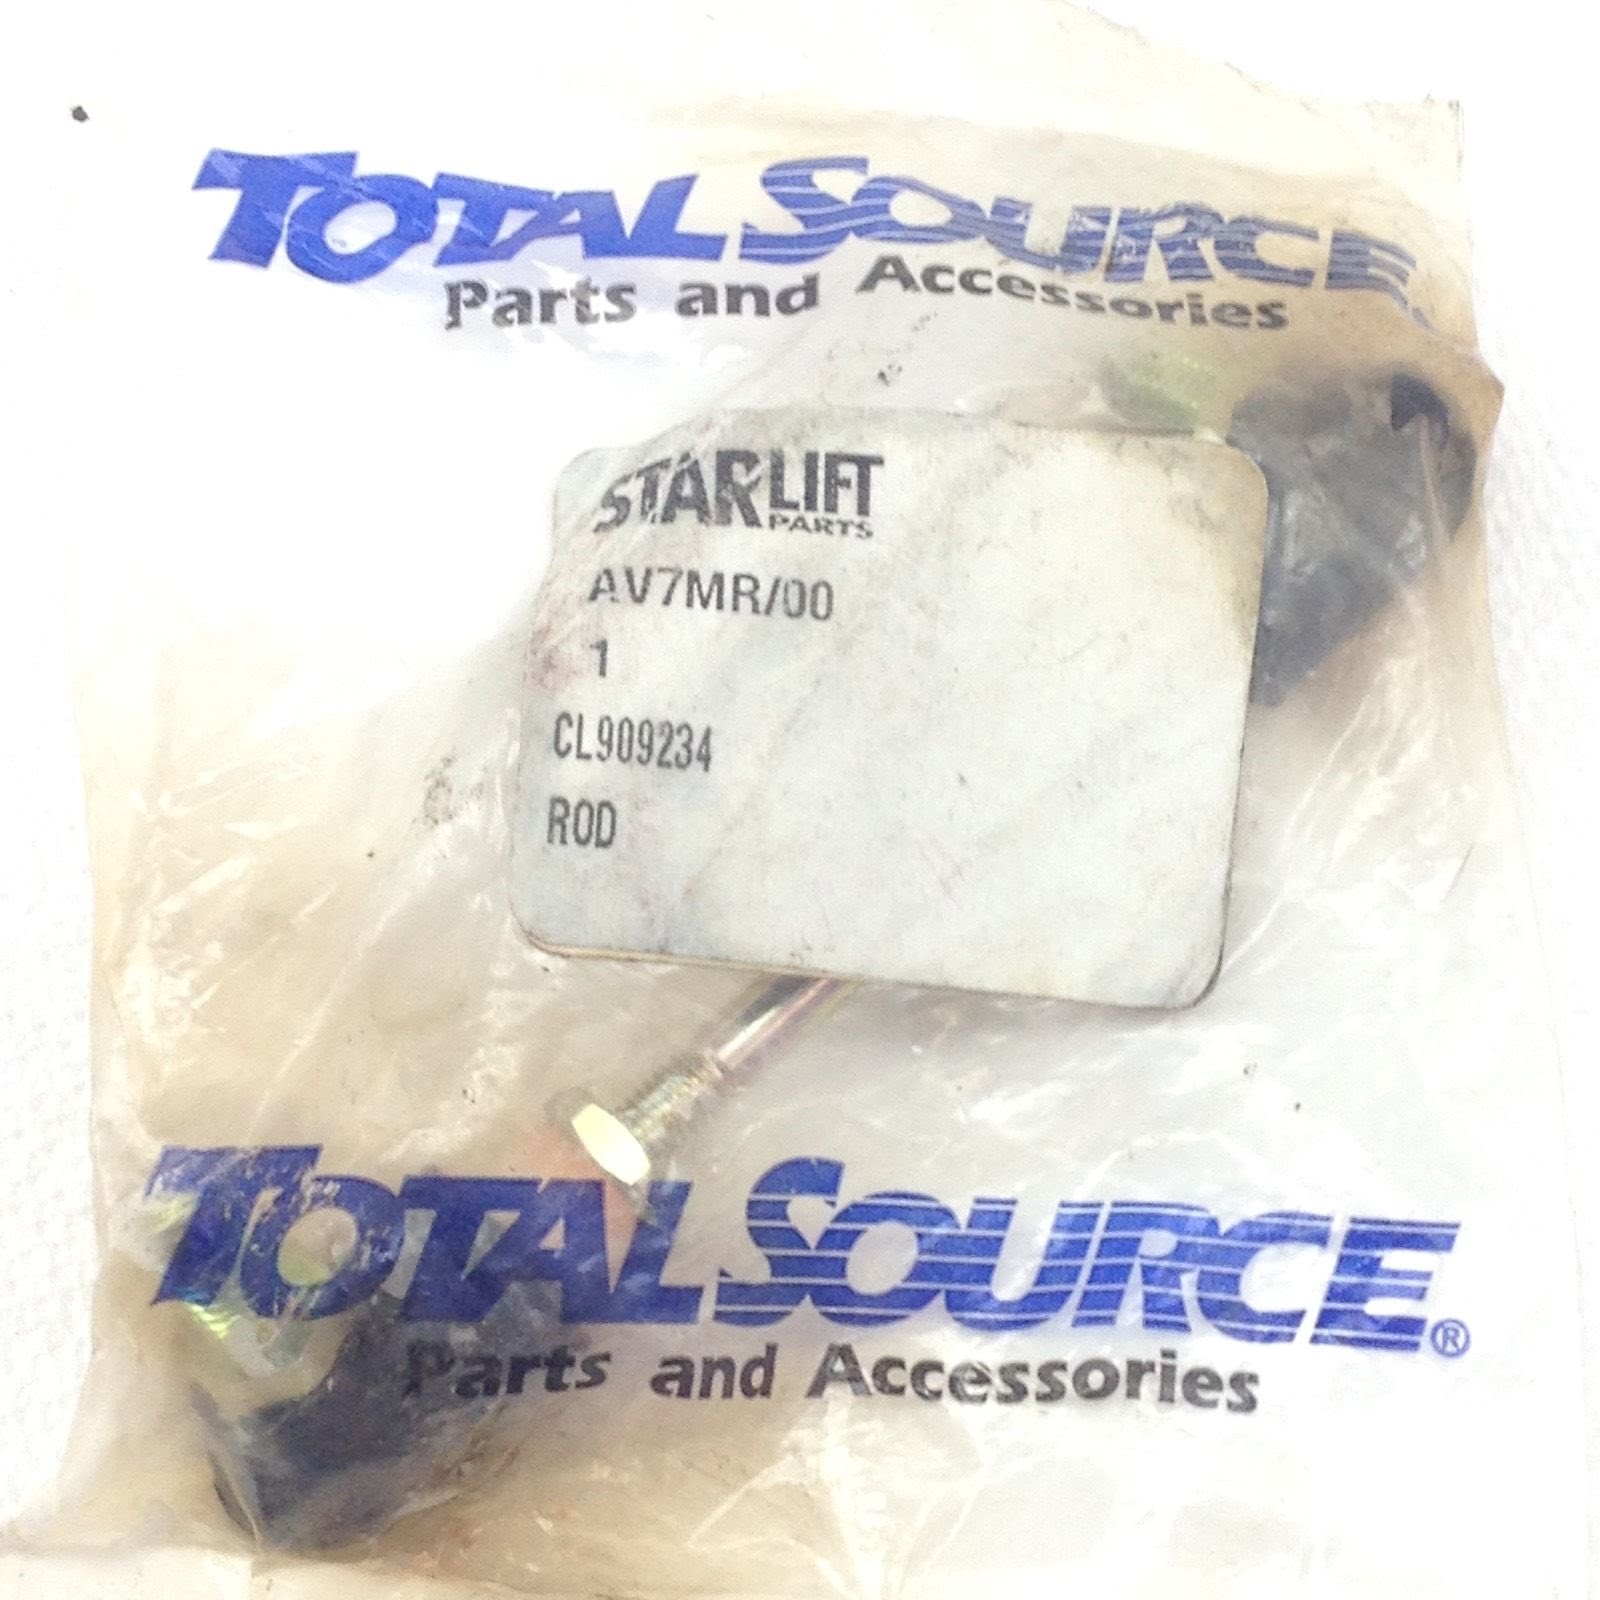 TOTALSOURCE
Parts and Accessories
STARLIFT
PARTS
AV7MR/00
1
CL909234
ROD
TOTALSOURCE®
Parts and Accessories